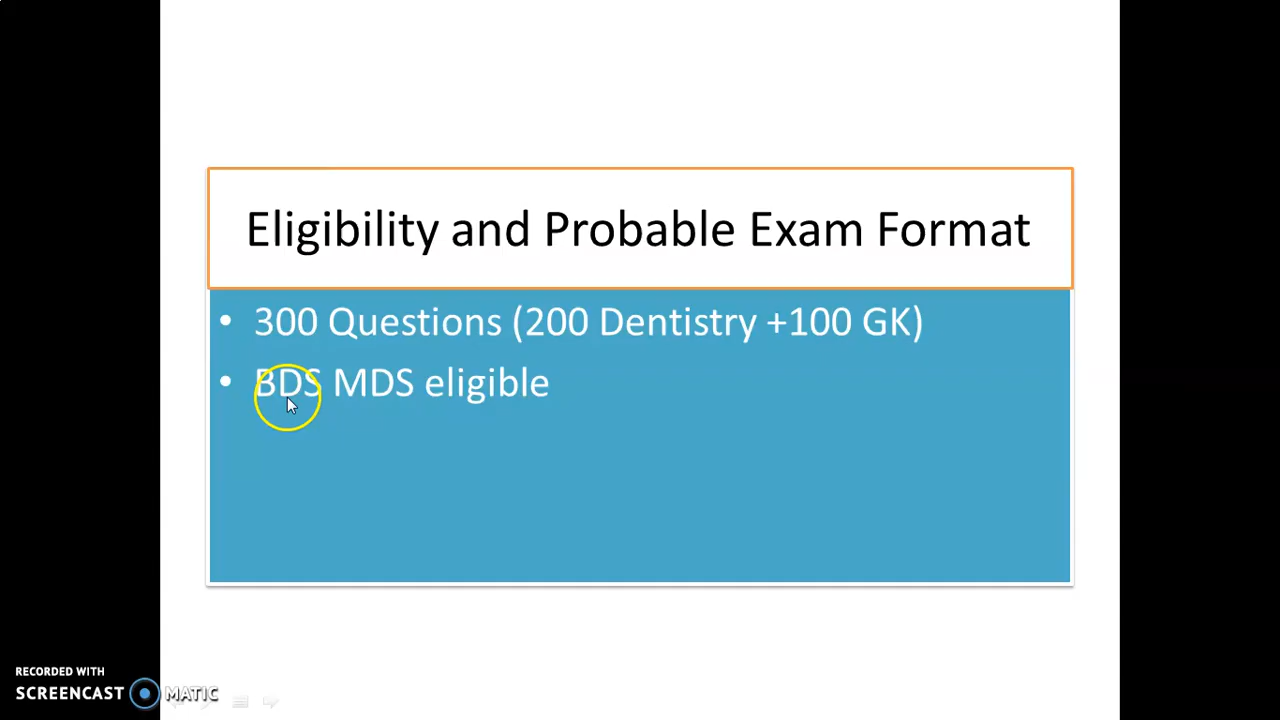 Eligibility and Probable Exam Format
• 300 Questions (200 Dentistry +100 GK)
• BDS MDS eligible
RECORDED WITH
SCREENCAST MATIC